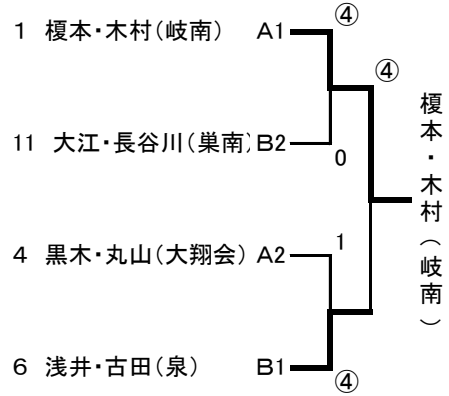 ④
1 榎本・木村（岐南） A1
④
11 大江・長谷川（巣南） B2
0
4 黒木・丸山（大翔会） A2
1
6 浅井・古田（泉） B1
④
榎本・木村（岐南）